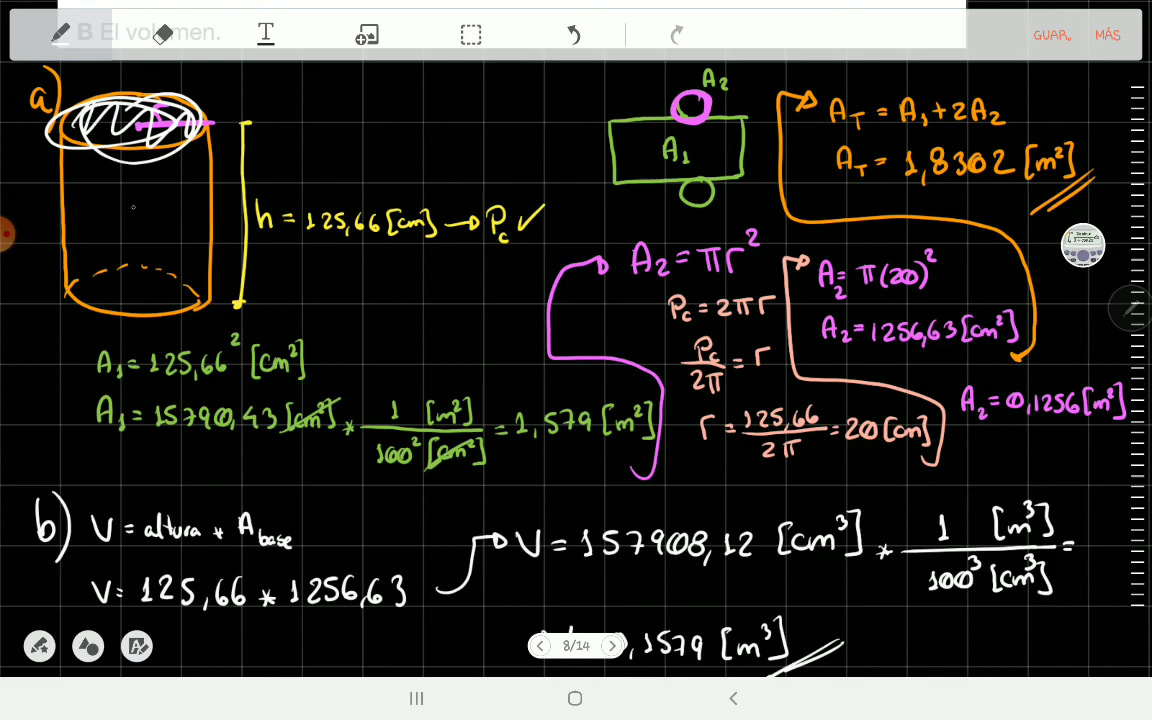 B El volumen.
GUAR. MÁS
a)
h = 125,66 [cm] → Pc ✓
A₂
A₁
A_T = A₁ + 2A₂
A_T = 1,8302 [m²]
A₁ = 125,66² [cm²]
A₁ = 15790,43 [cm²] * 1 [m²] / 100² [cm²] = 1,579 [m²]
A₂ = πr²
Pc = 2πr
Pc / 2π = r
r = 125,66 / 2π = 20 [cm]
A₂ = π(20)²
A₂ = 1256,63 [cm²]
A₂ = 0,1256 [m²]
b) V = altura * A base
V = 125,66 * 1256,63
V = 157908,12 [cm³] * 1 [m³] / 100³ [cm³] =
,1579 [m³]
8/14